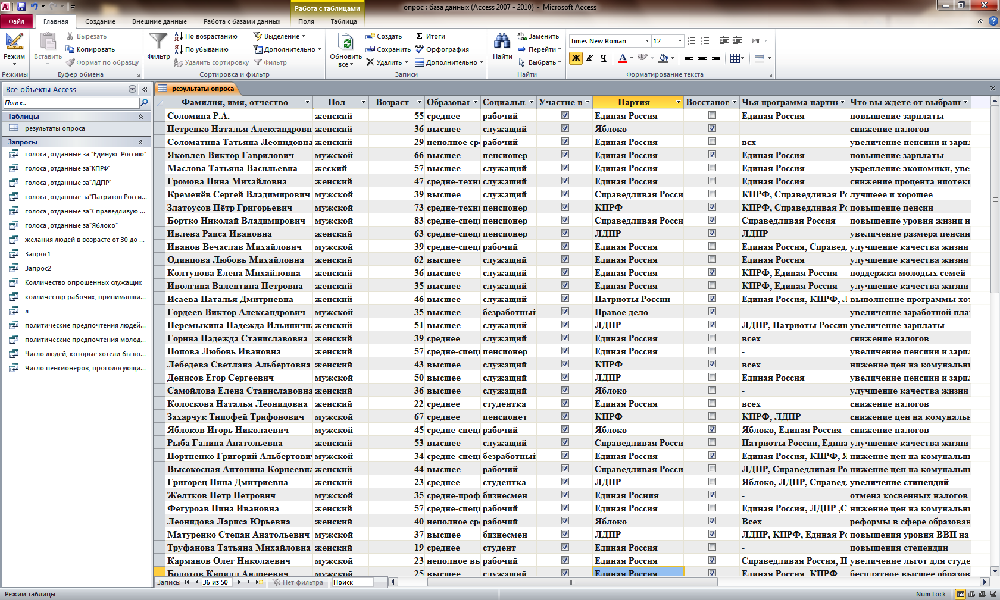 Работа с таблицами
опрос : база данных (Access 2007 - 2010) - Microsoft Access
Файл Главная Создание Внешние данные Работа с базами данных Поля Таблица
Режим
Режимы
Вставить
Вырезать
Копировать
Формат по образцу
Буфер обмена
Фильтр
По возрастанию
По убыванию
Удалить сортировку
Выделение
Дополнительно
Фильтр
Сортировка и фильтр
Обновить все
Создать
Сохранить
Удалить
Итоги
Орфография
Дополнительно
Записи
Найти
Заменить
Перейти
Выбрать
Найти
Times New Roman 12
Ж К Ч А
Форматирование текста
Все объекты Access
Поиск...
Таблицы
результаты опроса
Запросы
голоса ,отданные за "Единую Россию"
голоса ,отданные за"КПРФ"
голоса ,отданные за"ЛДПР"
голоса ,отданные за"Патритов Росси...
голоса ,отданные за"Справедливую ...
голоса ,отданные за"Яблоко"
желания людей в возрасте от 30 до ...
Запрос1
Запрос2
Колличество опрошенных служащих
колличествр рабочих, принимавши...
л
политические предпочтения людей...
политические предпочтения молод...
Число людей, которые хотели бы во...
Число пенсионеров, проголосующи...
результаты опроса
Фамилия, имя, отчество Пол Возраст Образован Социальна Участие в Партия Восстанов Чья программа парти Что вы ждете от выбран
Соломина Р.А. женский 55 среднее рабочий Единая Россия Единая Россия повышение зарплаты
Петренко Наталья Александровн женский 36 высшее служащий Яблоко - снижение налогов
Соломатина Татьяна Леонидовна женский 29 неполное сре рабочий Единая Россия всх увеличение пенсиии и зарпл
Яковлев Виктор Гаврилович мужской 66 высшее пенсионер Единая Россия Единая Россия повышение зарплаты
Маслова Татьяна Васильевна жеский 57 высшее служащий Единая Россия Единая Россия укрепление экономики, уве
Громова Нина Михайловна женский 47 средне-техн служаший Единая Россия Единая Россия снижение процента ипотек
Кременёв Сергей Владимирович мужской 39 высшее служащий Справедливая Росси КПРФ, Справедливая Ро лучшеее и хорошее
Златоусов Пётр Григорьевич мужской 73 средне-техн пенсионер КПРФ КПРФ, Справедливая Ро повышение пенсии
Бортко Николай Владимирович мужской 83 средне-спец пенсионер Справедливая Росси Справедливая Россия повышение уровня жизни н
Ивлева Раиса Ивановна женский 63 средне-спец пенсионер ЛДПР ЛДПР увеличение размера пенсии
Иванов Вечаслав Михайлович мужской 39 средне-спец рабочий Единая Россия Единая Россия, Справед. улучшение качества жизни
Одинцова Любовь Михайловна женский 62 высшее служащий Единая Россия Единая Россия улучшение качества жизни
Колтунова Елена Михайловна женский 36 высшее служащий Единая Россия КПРФ, Единая Россия поддержка молодых семей
Иволгина Валентина Петровна женский 35 высшее служащий Единая Россия КПРФ, Единая Россия улучшение качества жизни
Исаева Наталья Дмитриевна женский 46 высшее служащий Патриоты России Единая Россия, КПРФ, Л выполнение программы хот
Гордеев Виктор Александрович мужской 35 высшее безработный Правое дело - увеличение заработной плат
Перемыкина Надежда Ильинична женский 51 высшее служащий ЛДПР ЛДПР, Патриоты России увеличение зарплаты
Горина Надежда Станиславовна женский 39 среднее служащий Единая Россия всех снижение налогов
Попова Любовь Ивановна женский 57 средне-спец пенсионер Единая Россия - увеличение пенсиии и зарпл
Лебедева Светлана Альбертовна женский 43 высшее служащий КПРФ всех нижение цен на комунальн
Денисов Егор Сергеевич мужской 50 высшее служащий ЛДПР Единая Россия увеличение пенсиии и зарпл
Самойлова Елена Станиславовна женский 36 высшее служащий Яблоко - улучшение качества жизни
Колоскова Наталья Леонидовна женский 22 среднее студентка Единая Россия всех снижение налогов
Захарчук Типофей Трифонович мужской 67 среднее пенсионет КПРФ КПРФ, ЛДПР снижение цен на комуналь
Яблоков Игорь Николаевич мужской 45 средне-спец рабочий Яблоко Яблоко, Единая Россия снижение налогов
Рыба Галина Анатольевна женский 53 высшее служащий Справедливая Росси Патриоты России, Едина улучшение качества жизни
Портненко Григорий Альбертови мужской 34 средне-спец безработный Единая Россия Единая Россия, КПРФ, Я нижение цен на комунальн
Высокосная Антонина Корнеевна женский 44 высшее рабочий Справедливая Росси ЛДПР, Справедливая Ро нижение цен на комунальн
Григорец Нина Дмитриевна женский 23 среднее студентка ЛДПР Яблоко, ЛДПР, Справед. увеличение стипендий
Желтков Петр Петрович мужской 35 средне-проф бизнесмен Единая Росиия - отмена косвенных налогов
Фегуроав Нина Ивановна женский 57 средне-спец рабочий Единая Россия Единая Россия, ЛДПР ,С нижение цен на комунальн
Леонидова Лариса Юрьевна женский 40 неполное сре рабочий Яблоко Всех реформы в сфере образован
Матуренко Степан Анатольевич мужской 37 высшее бизнесмен ЛДПР ЛДПР, КПРФ, Единая Ро повышения уровня ВВП на
Труфанова Татьяна Михайловна женский 19 среднее студент Единая Россия - повышения степендии
Карманов Олег Николаевич мужской 23 неполное вы рабочий Единая Россия Справедливая Россия, П увеличение льгот для студе
Болотов Кирилл Андреевич мужской 25 высшее служащий Единая Россия Единая Россия, КПРФ бесплатное высшее образов
Запись: 36 из 50 Нет фильтра Поиск
Режим таблицы Num Lock